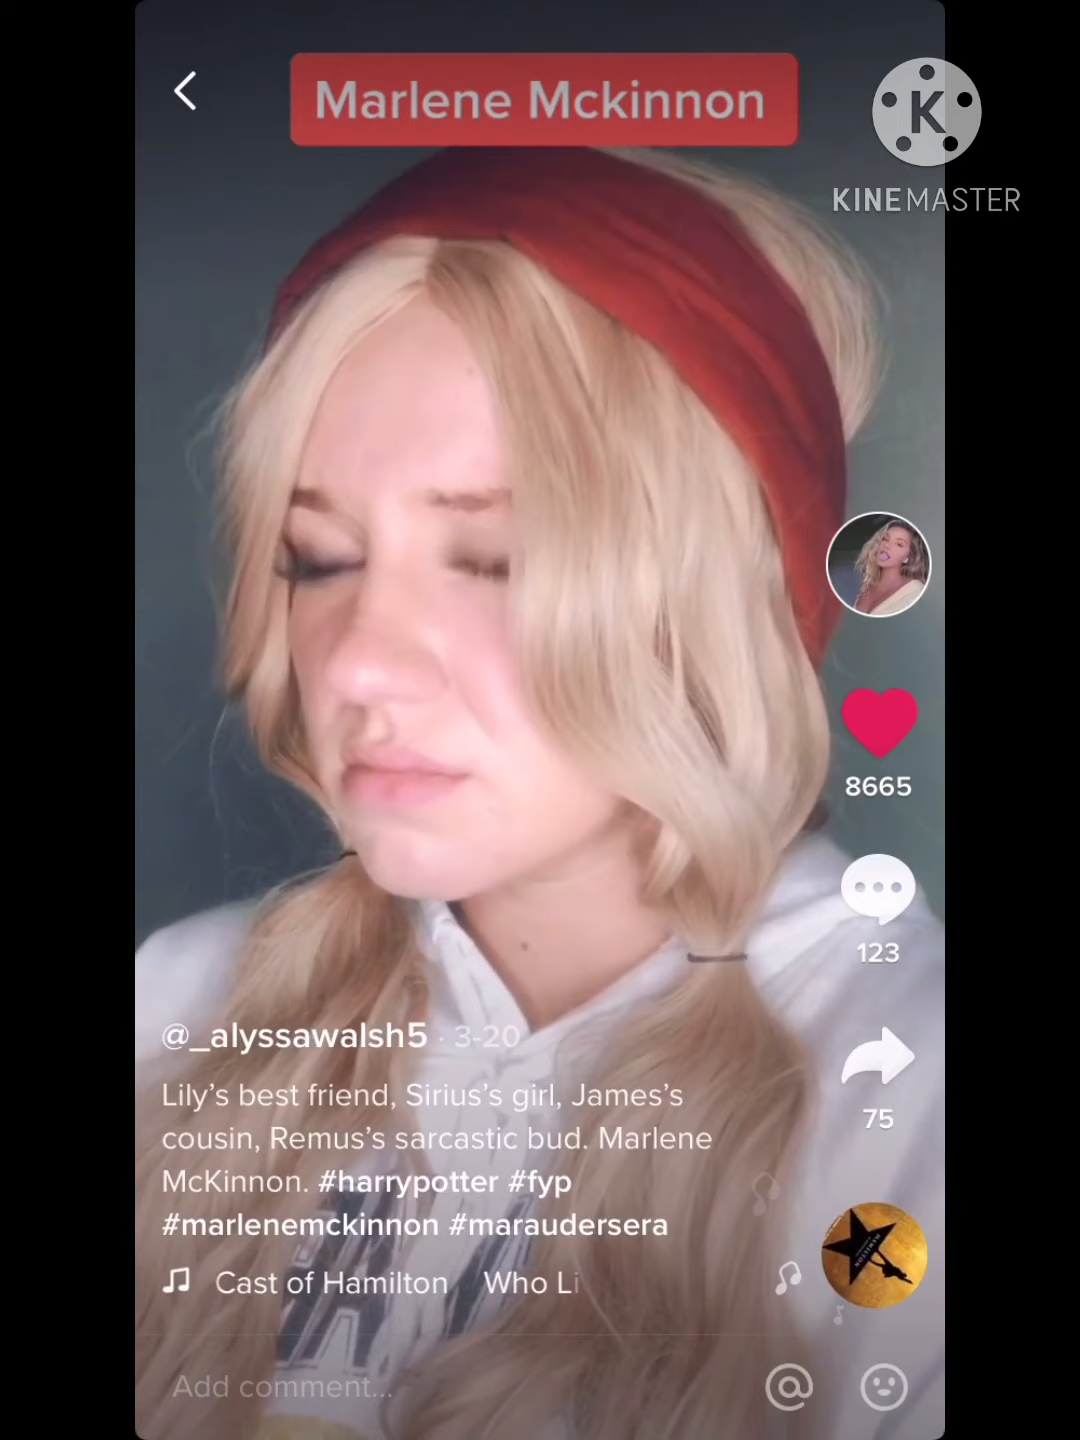 Marlene Mckinnon
K
KINEMASTER
8665
123
75
@_alyssawalsh5 · 3-20
Lily's best friend, Sirius's girl, James's
cousin, Remus's sarcastic bud. Marlene
McKinnon. #harrypotter #fyp
#marlenemckinnon #maraudersera
Cast of Hamilton Who Li
HAMILTON
Add comment...